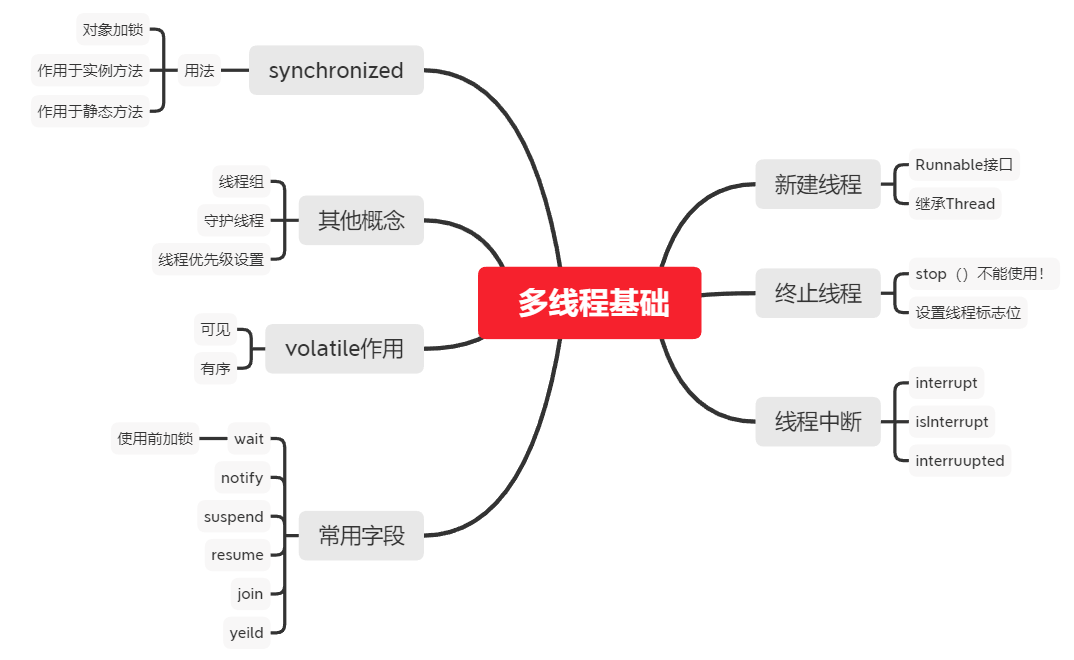 多线程基础
新建线程
Runnable接口
继承Thread
终止线程
stop（）不能使用！
设置线程标志位
线程中断
interrupt
isInterrupt
interruupted
synchronized
用法
对象加锁
作用于实例方法
作用于静态方法
其他概念
线程组
守护线程
线程优先级设置
volatile作用
可见
有序
常用字段
wait
使用前加锁
notify
suspend
resume
join
yeild